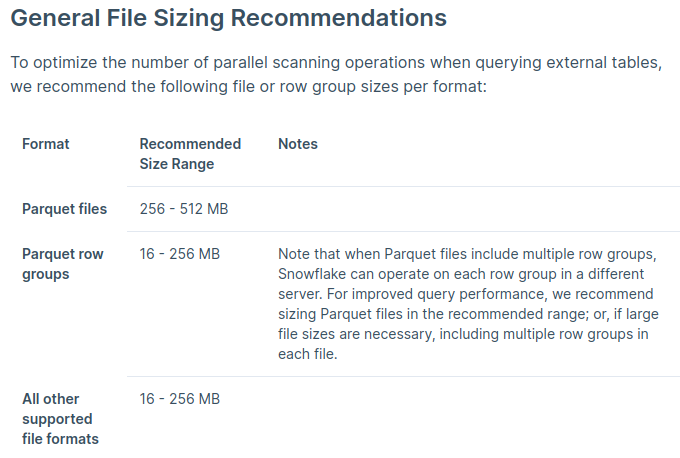 General File Sizing Recommendations
To optimize the number of parallel scanning operations when querying external tables,
we recommend the following file or row group sizes per format:
Format
Recommended
Size Range
Notes
Parquet files
256 - 512 MB
Parquet row
groups
16 - 256 MB
Note that when Parquet files include multiple row groups,
Snowflake can operate on each row group in a different
server. For improved query performance, we recommend
sizing Parquet files in the recommended range; or, if large
file sizes are necessary, including multiple row groups in
each file.
All other
supported
file formats
16 - 256 MB